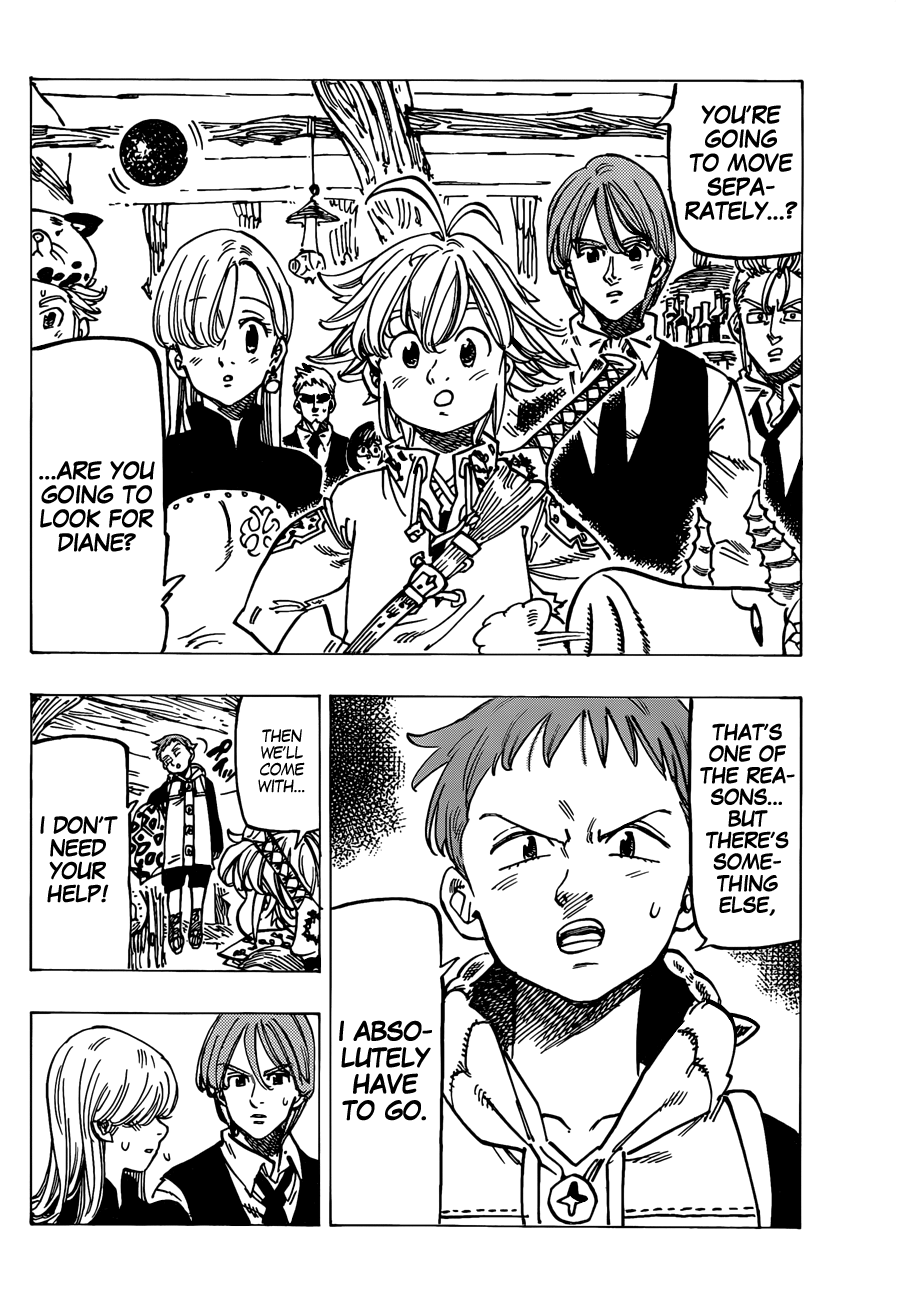 YOU'RE
GOING
TO MOVE
SEPA-
RATELY...?
...ARE YOU
GOING TO
LOOK FOR
DIANE?
THAT'S
ONE OF
THE REA-
SONS...
BUT
THERE'S
SOME-
THING
ELSE,
I ABSO-
LUTELY
HAVE
TO GO.
THEN
WE'LL
COME
WITH...
I DON'T
NEED
YOUR
HELP!